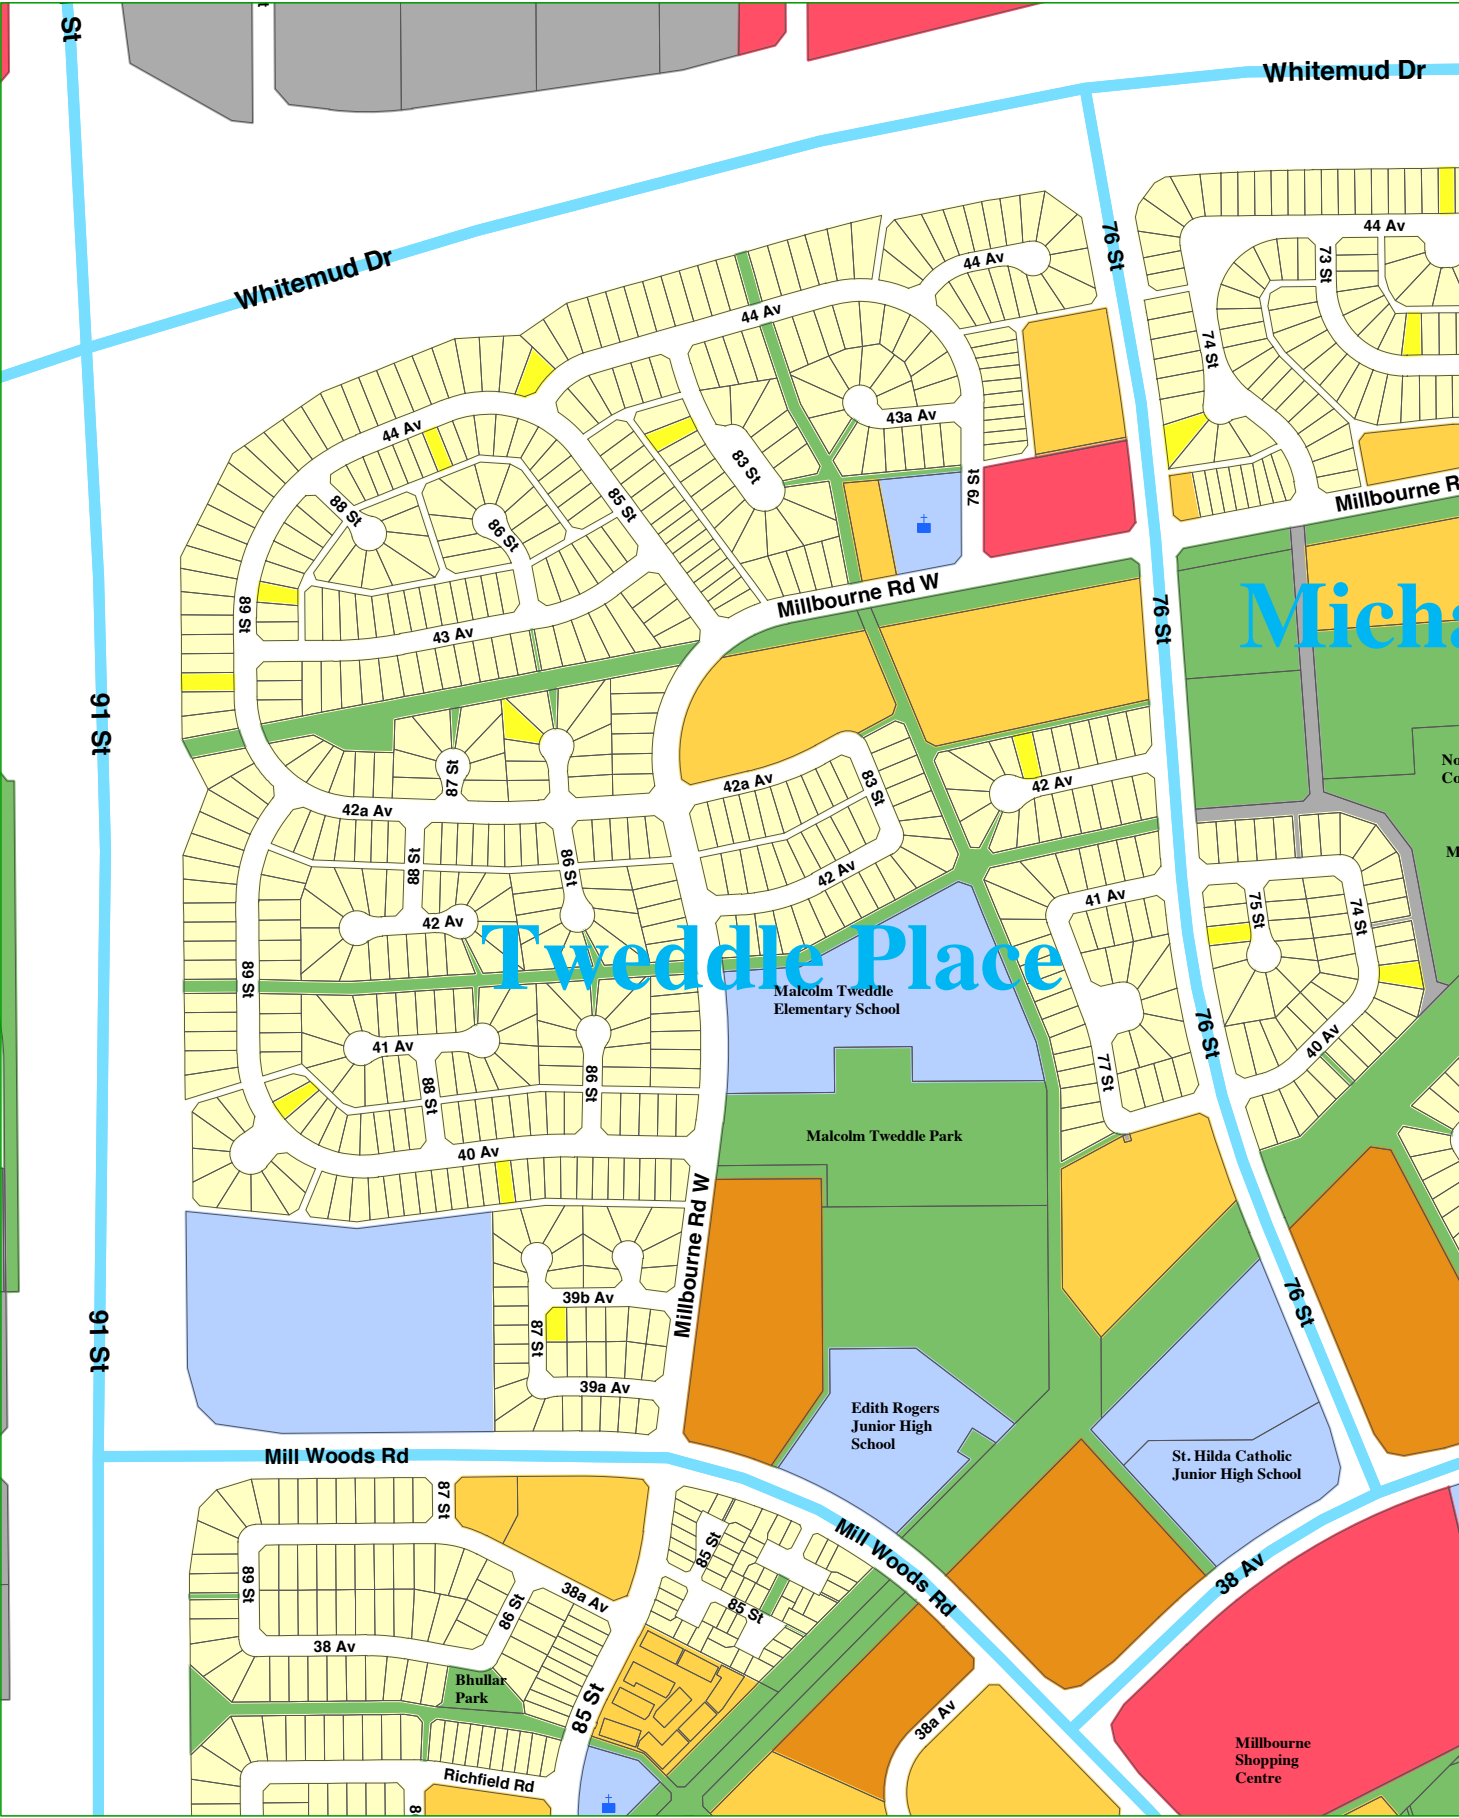 St
Whitemud Dr
Whitemud Dr
76 St
44 Av
44 Av
73 St
44 Av
74 St
44 Av
43a Av
83 St
79 St
88 St
85 St
86 St
Millbourne R
Millbourne Rd W
89 St
43 Av
76 St
Micha
91 St
87 St
42a Av
42a Av
83 St
42 Av
No
Co
M
88 St
86 St
42 Av
42 Av
41 Av
75 St
74 St
Tweddle Place
89 St
Malcolm Tweddle
Elementary School
41 Av
88 St
86 St
77 St
76 St
40 Av
Malcolm Tweddle Park
40 Av
Millbourne Rd W
39b Av
87 St
39a Av
76 St
91 St
Edith Rogers
Junior High
School
St. Hilda Catholic
Junior High School
Mill Woods Rd
87 St
85 St
Mill Woods Rd
38 Av
89 St
38a Av
86 St
85 St
38 Av
Bhullar
Park
85 St
38a Av
Richfield Rd
Millbourne
Shopping
Centre